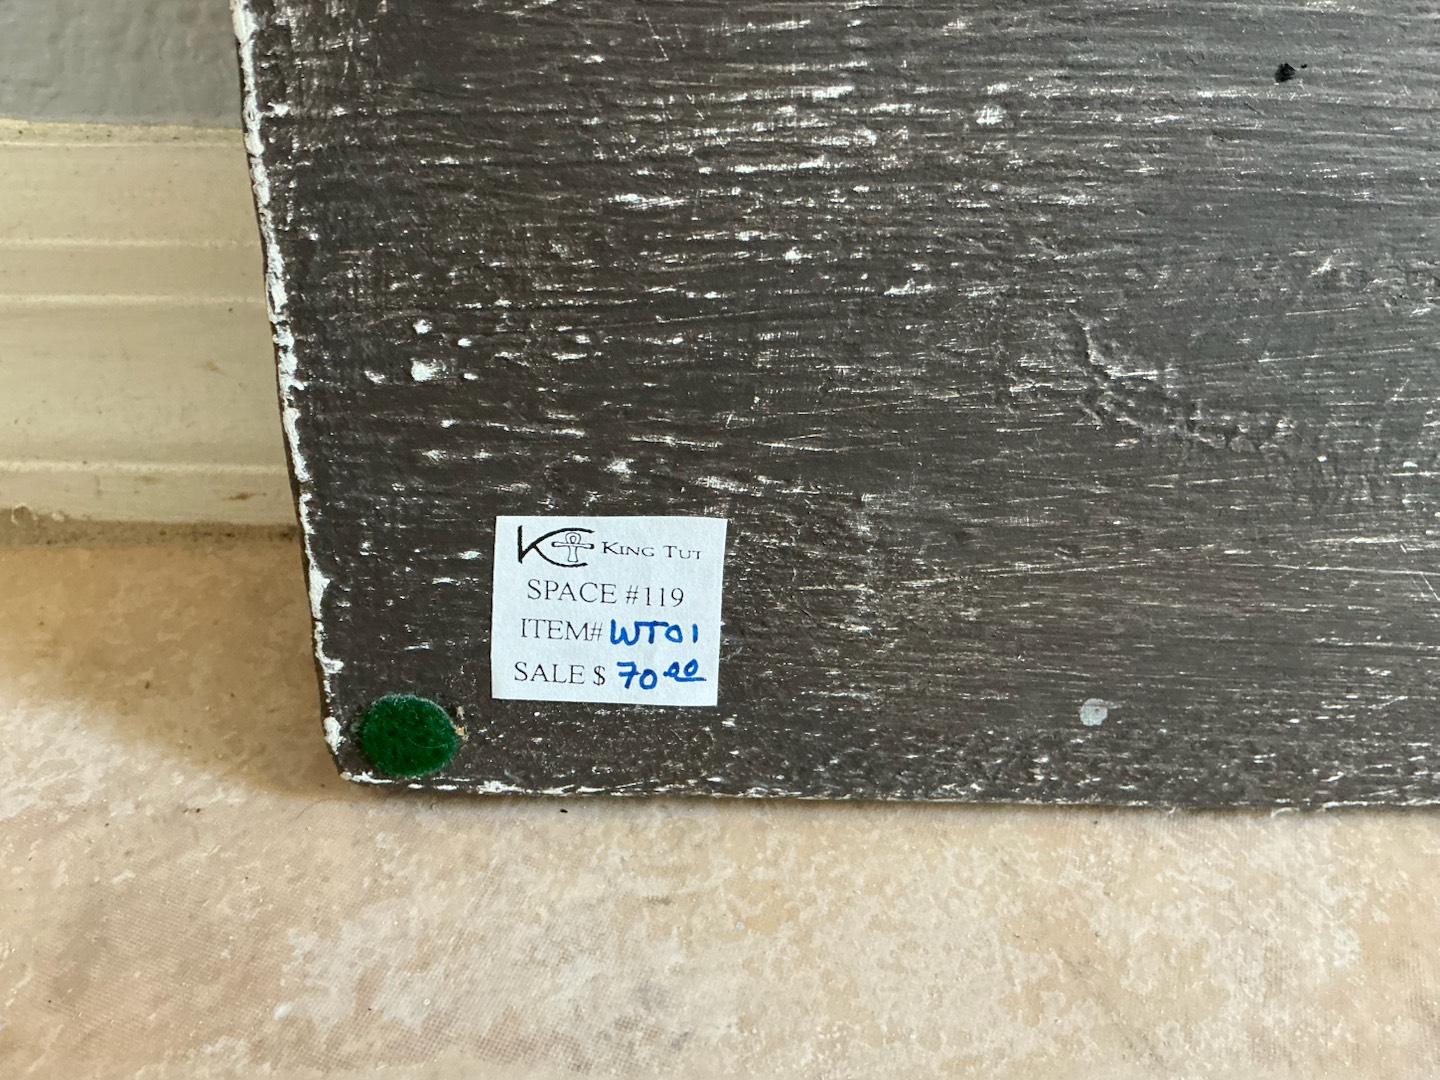 KC KING TUT
SPACE #119
ITEM# WT01
SALE $ 70.00